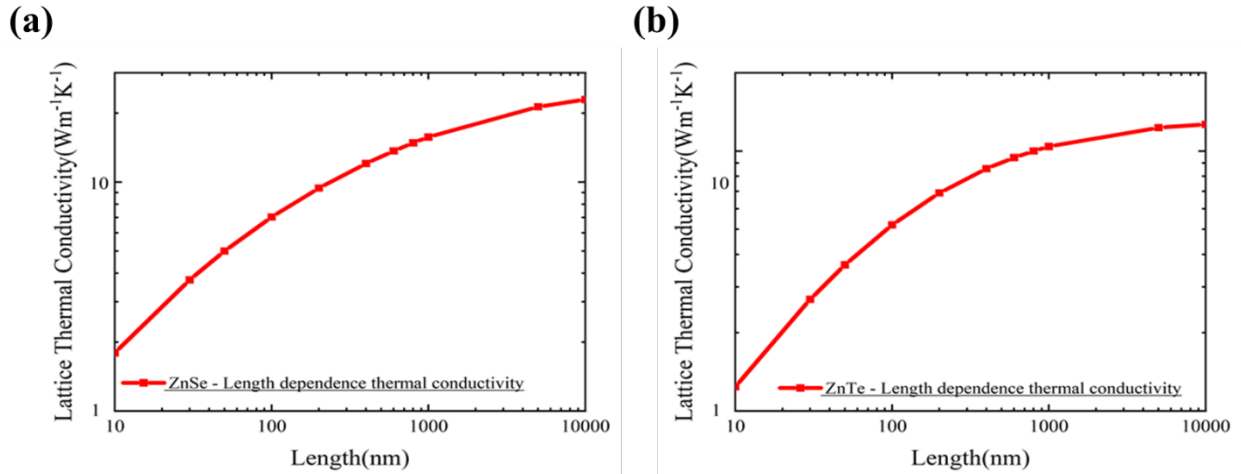 (a)
(b)
Lattice Thermal Conductivity(Wm⁻¹K⁻¹)
10
1
ZnSe - Length dependence thermal conductivity
10
100
1000
10000
Length(nm)
Lattice Thermal Conductivity(Wm⁻¹K⁻¹)
10
1
ZnTe - Length dependence thermal conductivity
10
100
1000
10000
Length(nm)